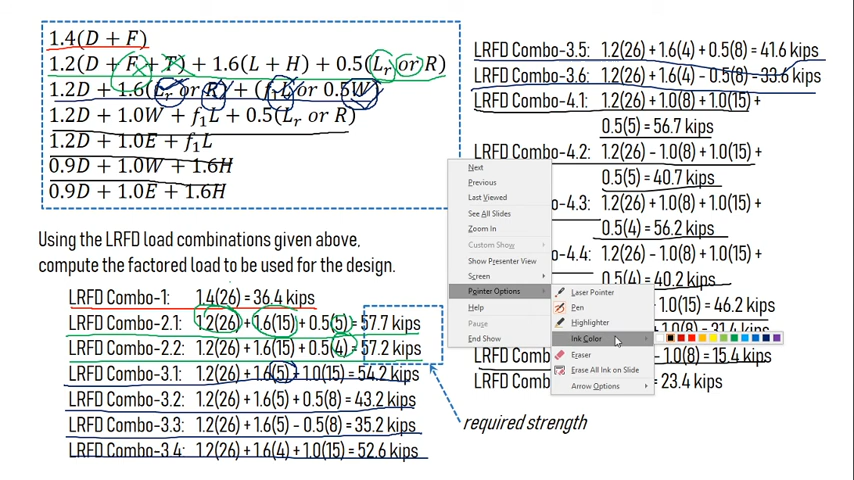 1.4(D + F)
1.2(D + F + T) + 1.6(L + H) + 0.5(Lr or R)
1.2D + 1.6(Lr or R) + (f1L or 0.5W)
1.2D + 1.0W + f1L + 0.5(Lr or R)
1.2D + 1.0E + f1L
0.9D + 1.0W + 1.6H
0.9D + 1.0E + 1.6H
Using the LRFD load combinations given above,
compute the factored load to be used for the design.
LRFD Combo-1: 1.4(26) = 36.4 kips
LRFD Combo-2.1: 1.2(26) + 1.6(15) + 0.5(5) = 57.7 kips
LRFD Combo-2.2: 1.2(26) + 1.6(15) + 0.5(4) = 57.2 kips
LRFD Combo-3.1: 1.2(26) + 1.6(5) + 1.0(15) = 54.2 kips
LRFD Combo-3.2: 1.2(26) + 1.6(5) + 0.5(8) = 43.2 kips
LRFD Combo-3.3: 1.2(26) + 1.6(5) - 0.5(8) = 35.2 kips
LRFD Combo-3.4: 1.2(26) + 1.6(4) + 1.0(15) = 52.6 kips
required strength
LRFD Combo-3.5: 1.2(26) + 1.6(4) + 0.5(8) = 41.6 kips
LRFD Combo-3.6: 1.2(26) + 1.6(4) - 0.5(8) = 33.6 kips
LRFD Combo-4.1: 1.2(26) + 1.0(8) + 1.0(15) +
0.5(5) = 56.7 kips
LRFD Combo-4.2: 1.2(26) - 1.0(8) + 1.0(15) +
0.5(5) = 40.7 kips
-4.3: 1.2(26) + 1.0(8) + 1.0(15) +
0.5(4) = 56.2 kips
-4.4: 1.2(26) - 1.0(8) + 1.0(15) +
0.5(4) = 40.2 kips
1.0(15) = 46.2 kips
= 31.4 kips
LRFD - 1.0(8) = 15.4 kips
LRFD = 23.4 kips
Next
Previous
Last Viewed
See All Slides
Zoom In
Custom Show
Show Presenter View
Screen
Pointer Options
Help
Pause
End Show
Laser Pointer
Pen
Highlighter
Ink Color
Eraser
Erase All Ink on Slide
Arrow Options